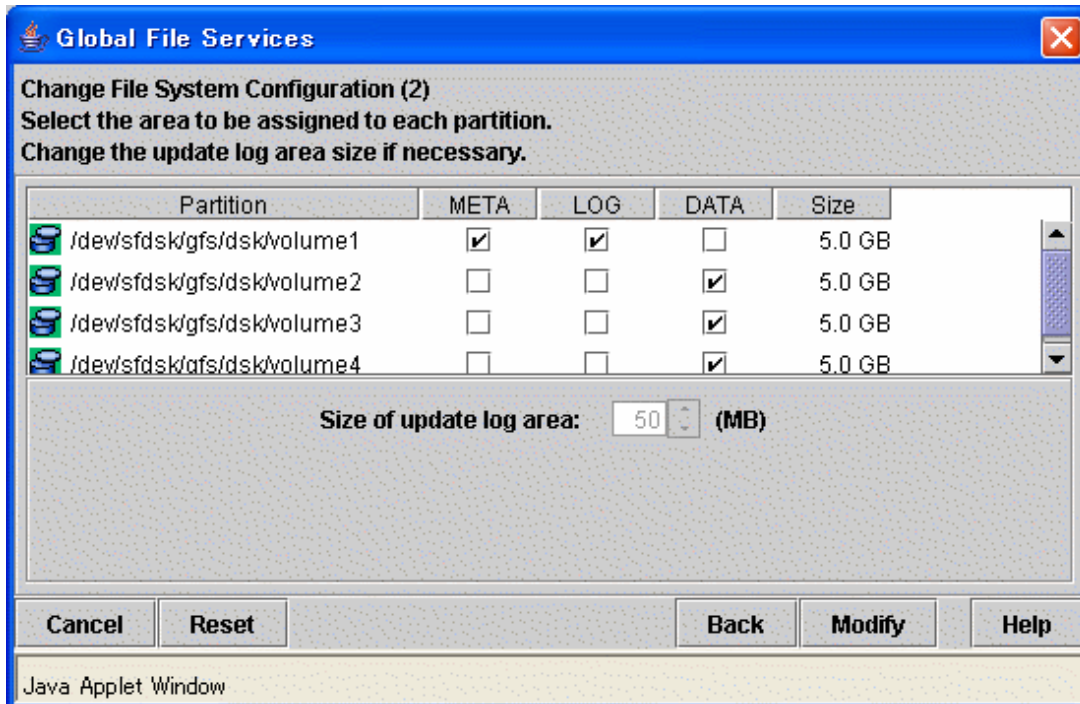 Global File Services
Change File System Configuration (2)
Select the area to be assigned to each partition.
Change the update log area size if necessary.
Partition META LOG DATA Size
/dev/sfdsk/gfs/dsk/volume1 5.0 GB
/dev/sfdsk/gfs/dsk/volume2 5.0 GB
/dev/sfdsk/gfs/dsk/volume3 5.0 GB
/dev/sfdsk/gfs/dsk/volume4 5.0 GB
Size of update log area: 50 (MB)
Cancel Reset Back Modify Help
Java Applet Window